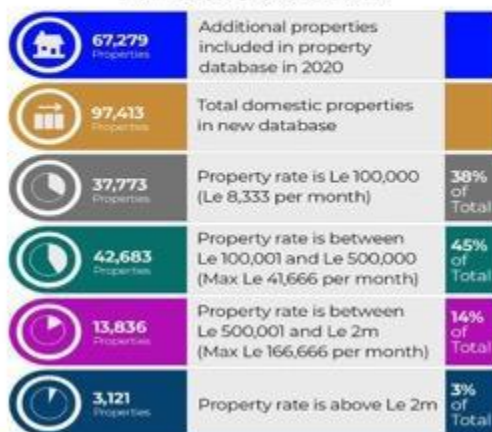 67,279
Properties
Additional properties
included in property
database in 2020
97,413
Properties
Total domestic properties
in new database
37,773
Properties
Property rate is Le 100,000
(Le 8,333 per month)
38%
of
Total
42,683
Properties
Property rate is between
Le 100,001 and Le 500,000
(Max Le 41,666 per month)
45%
of
Total
13,836
Properties
Property rate is between
Le 500,001 and Le 2m
(Max Le 166,666 per month)
14%
of
Total
3,121
Properties
Property rate is above Le 2m
3%
of
Total